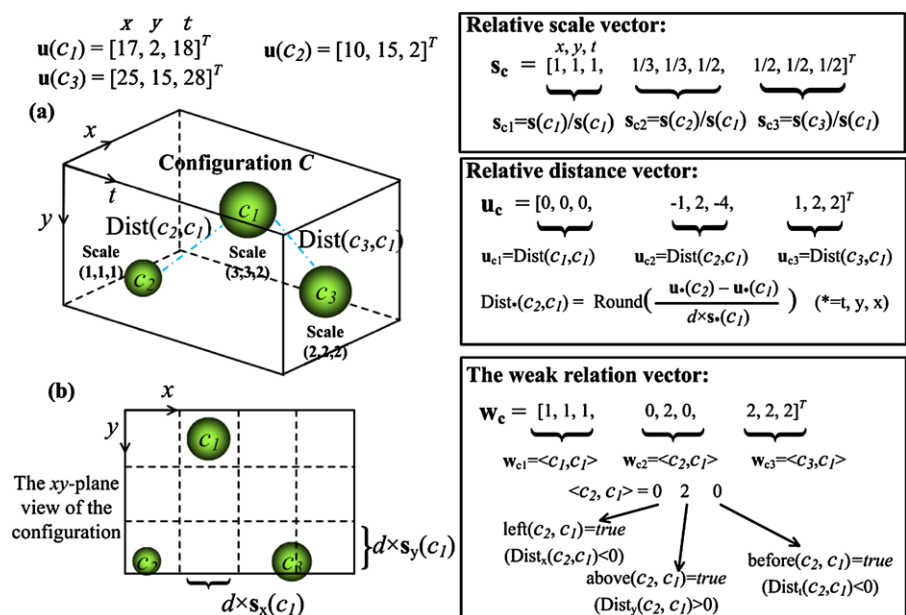 x y t
u(c1) = [17, 2, 18]^T u(c2) = [10, 15, 2]^T
u(c3) = [25, 15, 28]^T
(a)
x
Configuration C
t
y
c1
Dist(c2,c1)
Dist(c3,c1)
Scale
(1,1,1)
Scale
(3,3,2)
c2
c3
Scale
(2,2,2)
(b)
x
y
c1
The xy-plane
view of the
configuration
c2
c3
d×sy(c1)
d×sx(c1)
Relative scale vector:
x, y, t
sc = [1, 1, 1, 1/3, 1/3, 1/2, 1/2, 1/2, 1/2]^T
sc1=s(c1)/s(c1) sc2=s(c2)/s(c1) sc3=s(c3)/s(c1)
Relative distance vector:
uc = [0, 0, 0, -1, 2, -4, 1, 2, 2]^T
uc1=Dist(c1,c1) uc2=Dist(c2,c1) uc3=Dist(c3,c1)
Dist*(c2,c1) = Round( u*(c2) − u*(c1) / d×s*(c1) ) (*=t, y, x)
The weak relation vector:
wc = [1, 1, 1, 0, 2, 0, 2, 2, 2]^T
wc1=<c1,c1> wc2=<c2,c1> wc3=<c3,c1>
<c2, c1> = 0 2 0
left(c2, c1)=true
(Distx(c2,c1)<0)
above(c2, c1)=true
(Disty(c2, c1)>0)
before(c2, c1)=true
(Distt(c2,c1)<0)